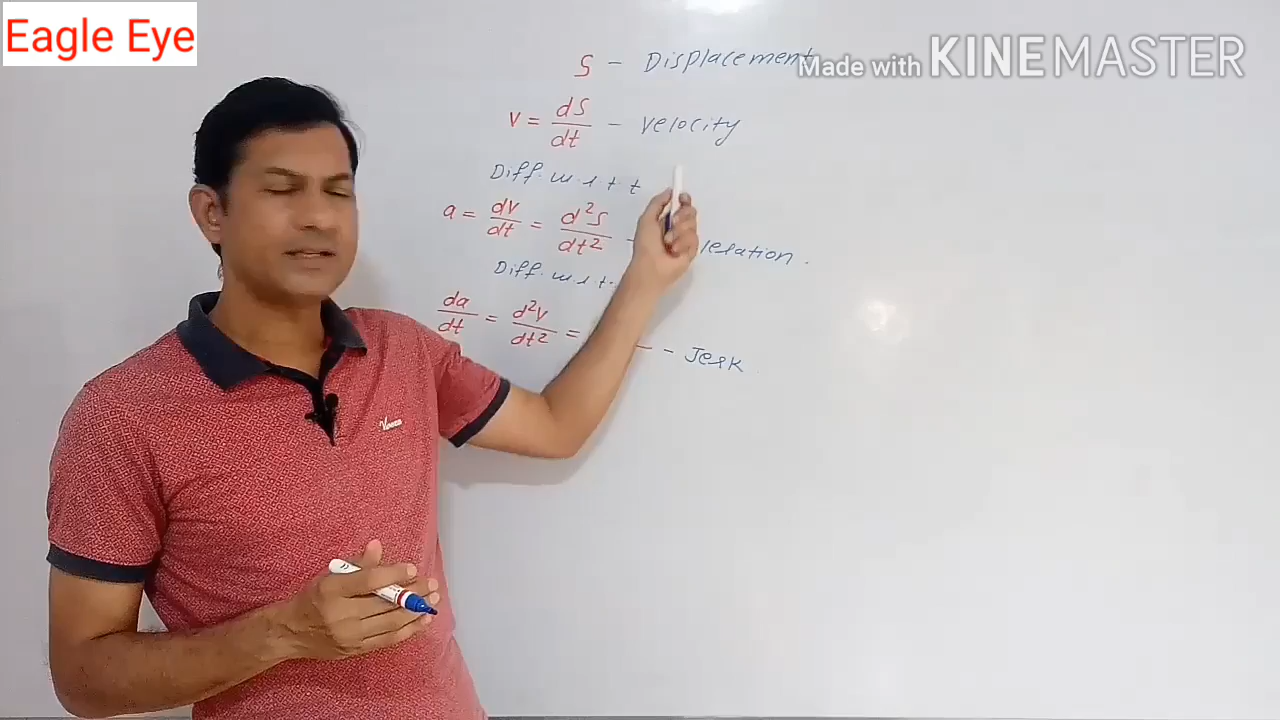 Eagle Eye
Made with KINEMASTER
S - Displacement
v = dS/dt - Velocity
Diff. w.r.t. t
a = dv/dt = d²s/dt² - leration.
Diff. w.r.t.
da/dt = d²v/dt² = - Jerk